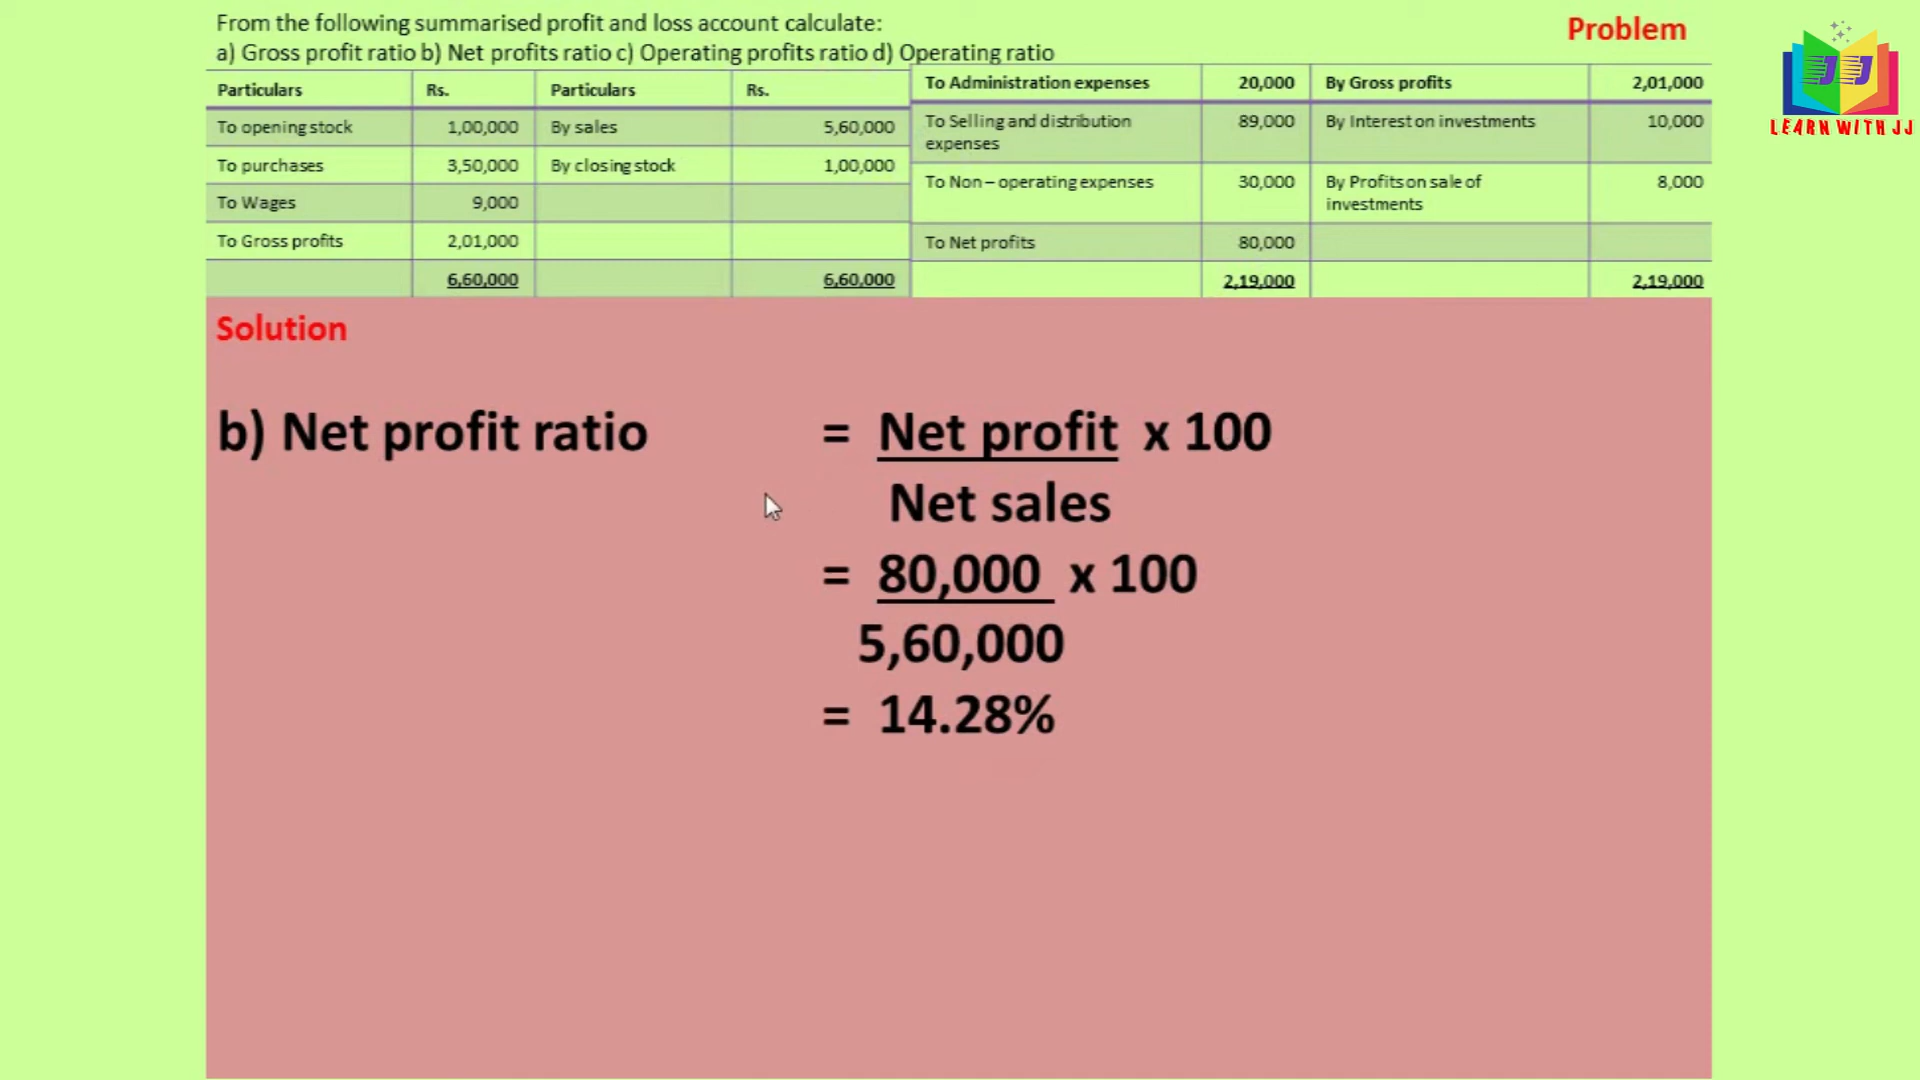 From the following summarised profit and loss account calculate:
a) Gross profit ratio b) Net profits ratio c) Operating profits ratio d) Operating ratio
Problem
LEARN WITH JJ
Particulars Rs. Particulars Rs.
To opening stock 1,00,000 By sales 5,60,000
To purchases 3,50,000 By closing stock 1,00,000
To Wages 9,000
To Gross profits 2,01,000
6,60,000 6,60,000
To Administration expenses 20,000 By Gross profits 2,01,000
To Selling and distribution 89,000 By Interest on investments 10,000
expenses
To Non – operating expenses 30,000 By Profits on sale of 8,000
investments
To Net profits 80,000
2,19,000 2,19,000
Solution
b) Net profit ratio = Net profit x 100
Net sales
= 80,000 x 100
5,60,000
= 14.28%